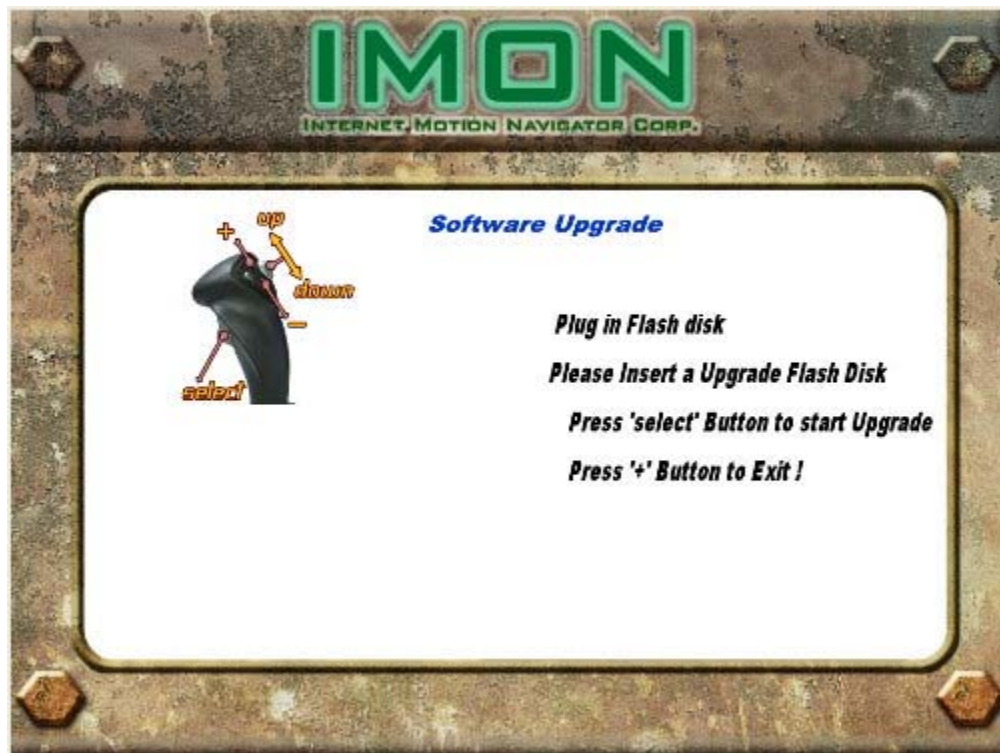 IMON
INTERNET MOTION NAVIGATOR CORP.
Software Upgrade
+
up
down
−
select
Plug in Flash disk
Please Insert a Upgrade Flash Disk
Press 'select' Button to start Upgrade
Press '+' Button to Exit !